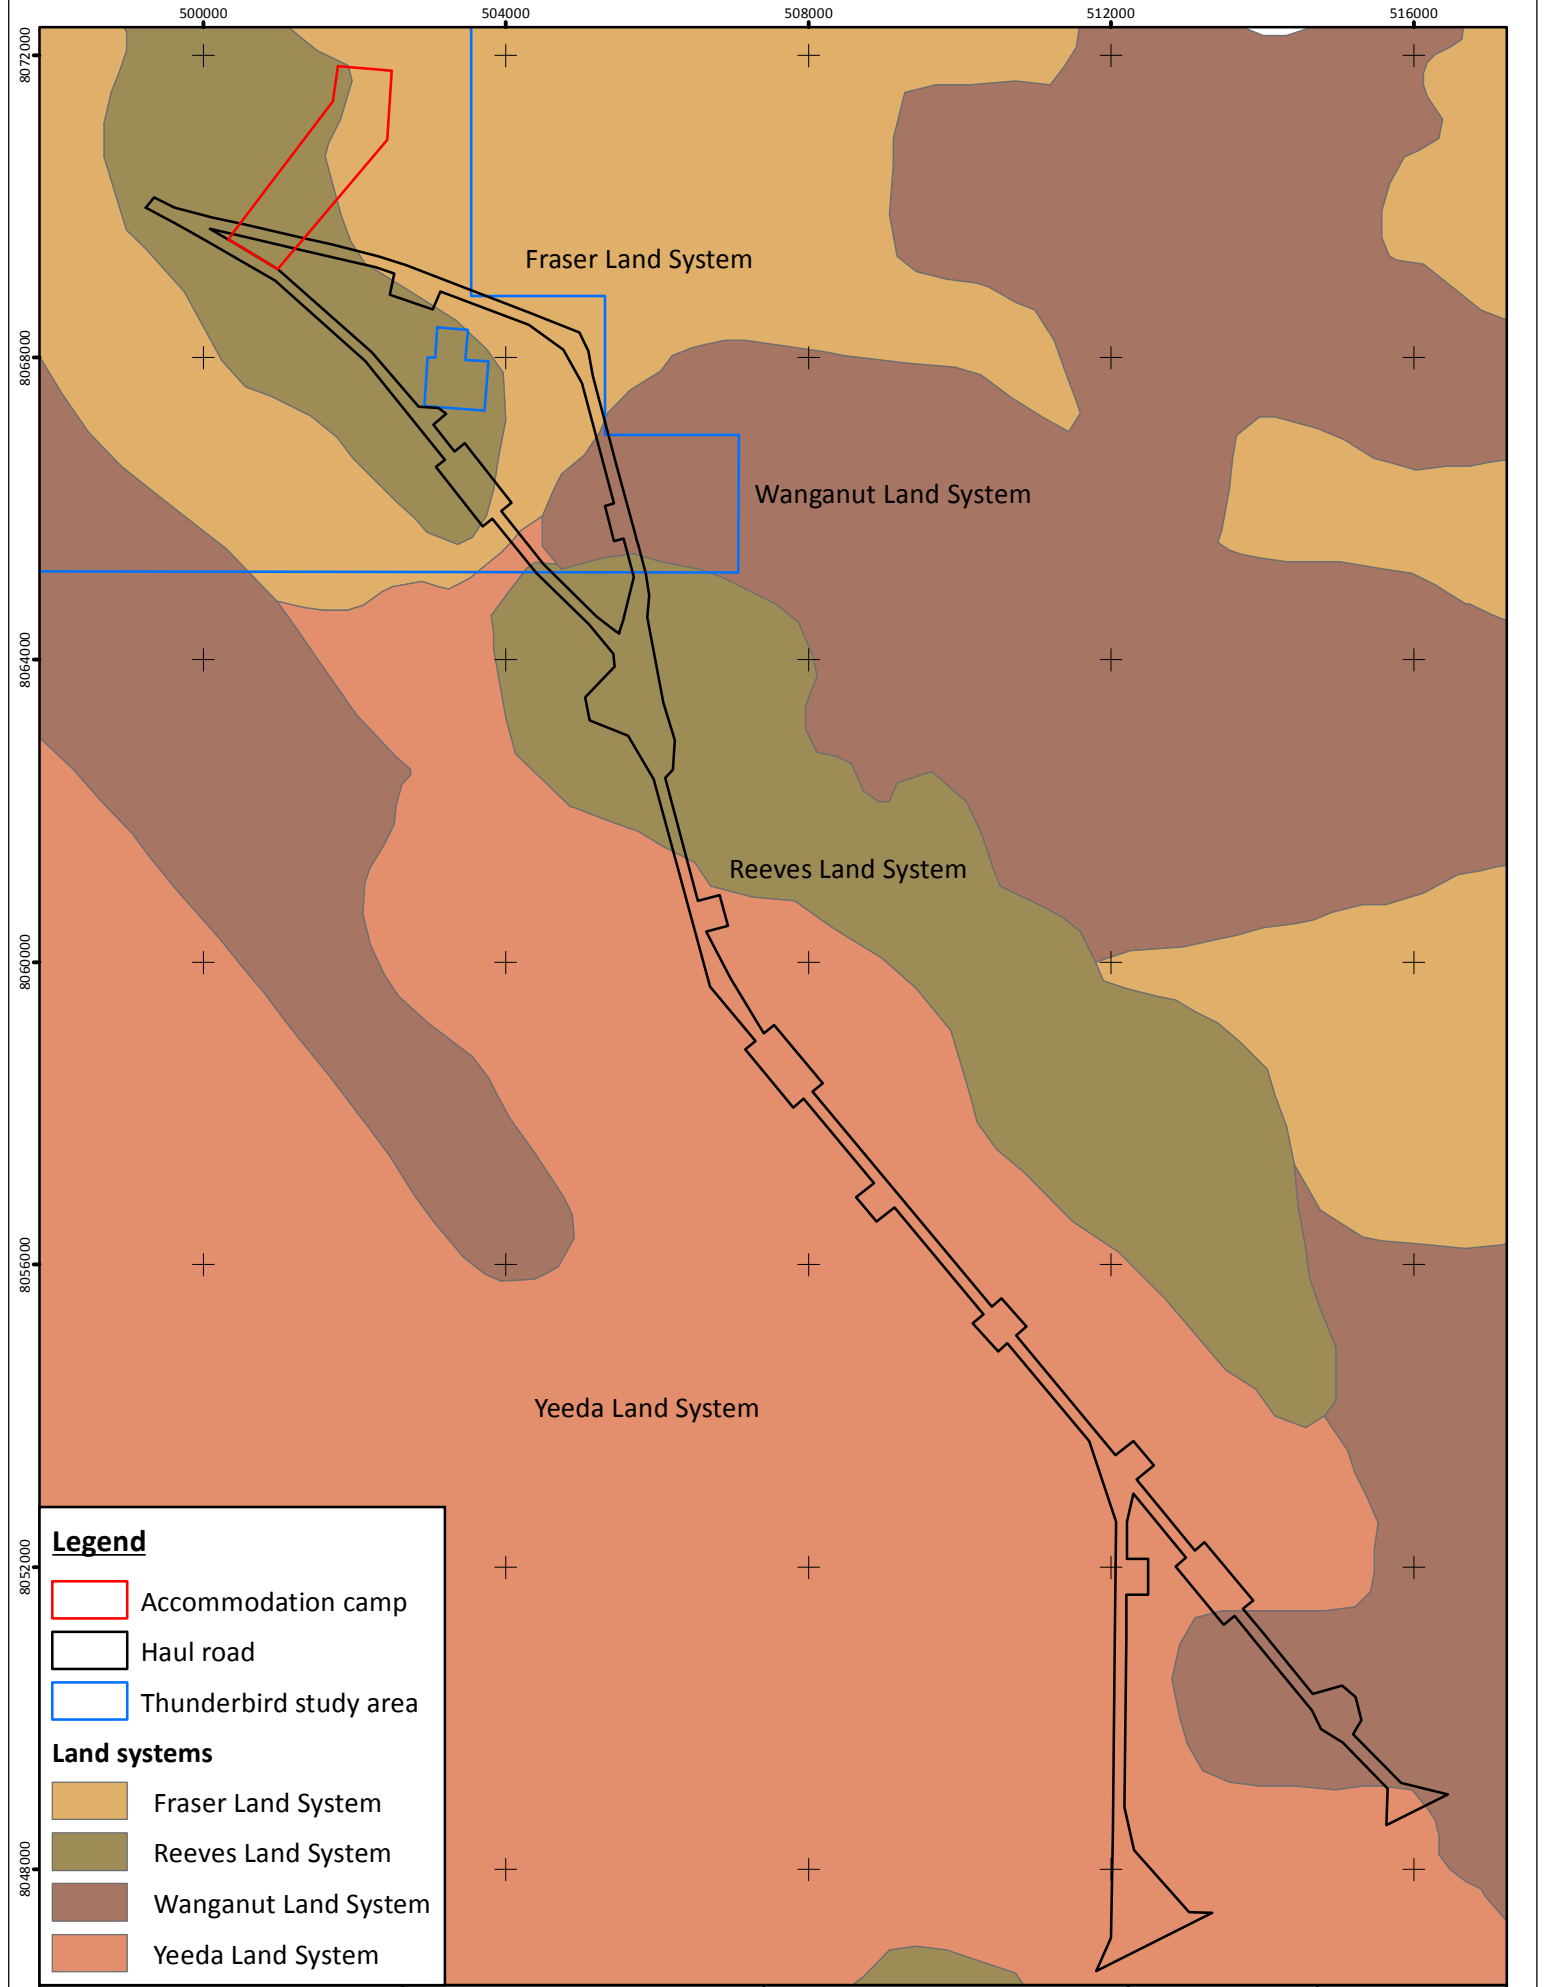 500000 504000 508000 512000 516000
8072000
Fraser Land System
8068000
Wanganut Land System
8064000
Reeves Land System
8060000
8056000
Yeeda Land System
8052000
8048000
Legend
Accommodation camp
Haul road
Thunderbird study area
Land systems
Fraser Land System
Reeves Land System
Wanganut Land System
Yeeda Land System